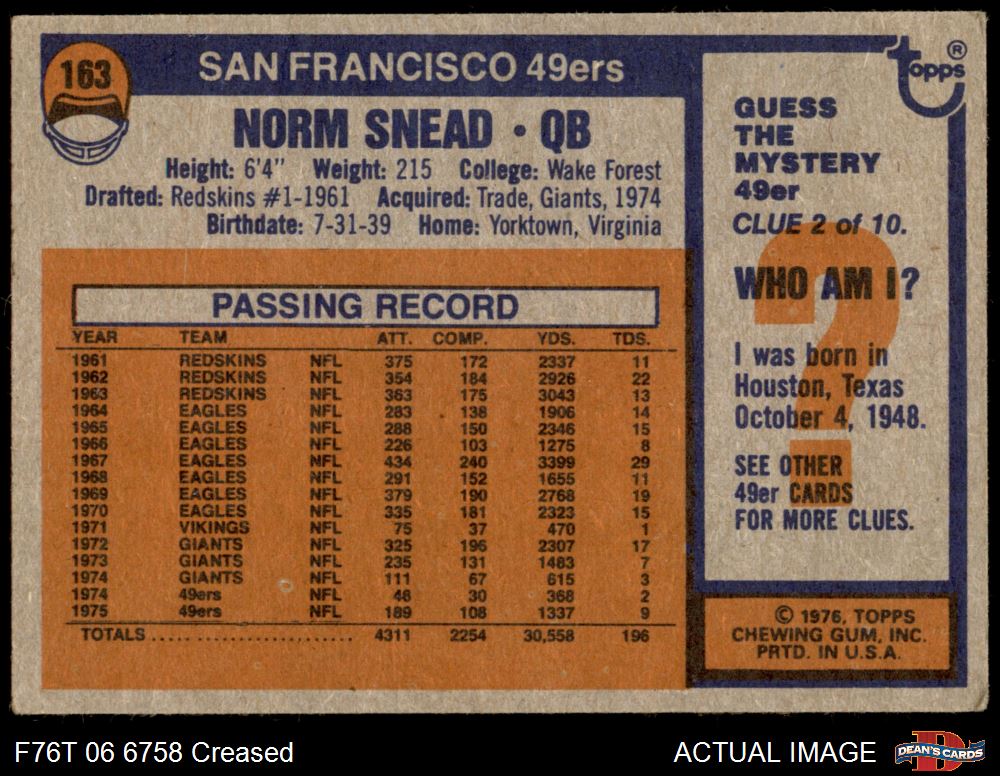 163
SAN FRANCISCO 49ers
NORM SNEAD • QB
Height: 6'4" Weight: 215 College: Wake Forest
Drafted: Redskins #1-1961 Acquired: Trade, Giants, 1974
Birthdate: 7-31-39 Home: Yorktown, Virginia
PASSING RECORD
YEAR TEAM ATT. COMP. YDS. TDS.
1961 REDSKINS NFL 375 172 2337 11
1962 REDSKINS NFL 354 184 2926 22
1963 REDSKINS NFL 363 175 3043 13
1964 EAGLES NFL 283 138 1906 14
1965 EAGLES NFL 288 150 2346 15
1966 EAGLES NFL 226 103 1275 8
1967 EAGLES NFL 434 240 3399 29
1968 EAGLES NFL 291 152 1655 11
1969 EAGLES NFL 379 190 2768 19
1970 EAGLES NFL 335 181 2323 15
1971 VIKINGS NFL 75 37 470 1
1972 GIANTS NFL 325 196 2307 17
1973 GIANTS NFL 235 131 1483 7
1974 GIANTS NFL 111 67 615 3
1974 49ers NFL 48 30 368 2
1975 49ers NFL 189 108 1337 9
TOTALS..................... 4311 2254 30,558 196
Topps ®
GUESS
THE
MYSTERY
49er
CLUE 2 of 10.
?
WHO AM I?
I was born in
Houston, Texas
October 4, 1948.
SEE OTHER
49er CARDS
FOR MORE CLUES.
© 1976, TOPPS
CHEWING GUM, INC.
PRTD. IN U.S.A.
F76T 06 6758 Creased
ACTUAL IMAGE
D
DEAN'S CARDS